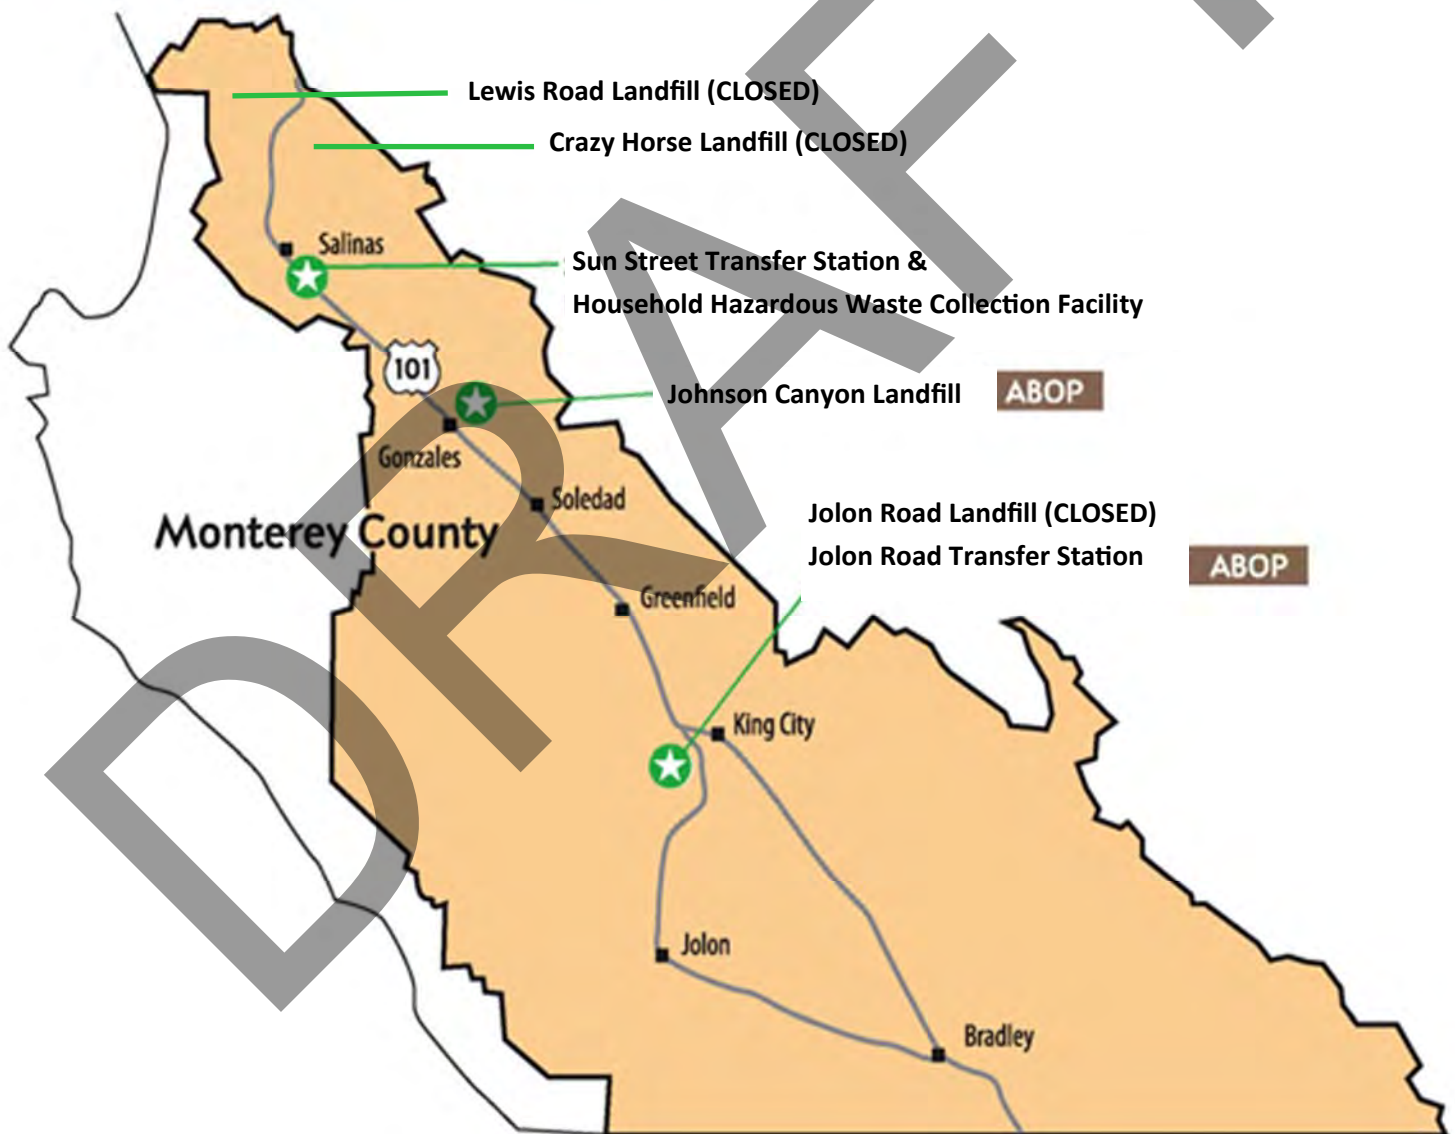 Lewis Road Landfill (CLOSED)
Crazy Horse Landfill (CLOSED)
Salinas
Sun Street Transfer Station &
Household Hazardous Waste Collection Facility
101
Johnson Canyon Landfill
ABOP
Gonzales
Soledad
Monterey County
Jolon Road Landfill (CLOSED)
Jolon Road Transfer Station
ABOP
Greenfield
King City
Jolon
Bradley
DRAFT